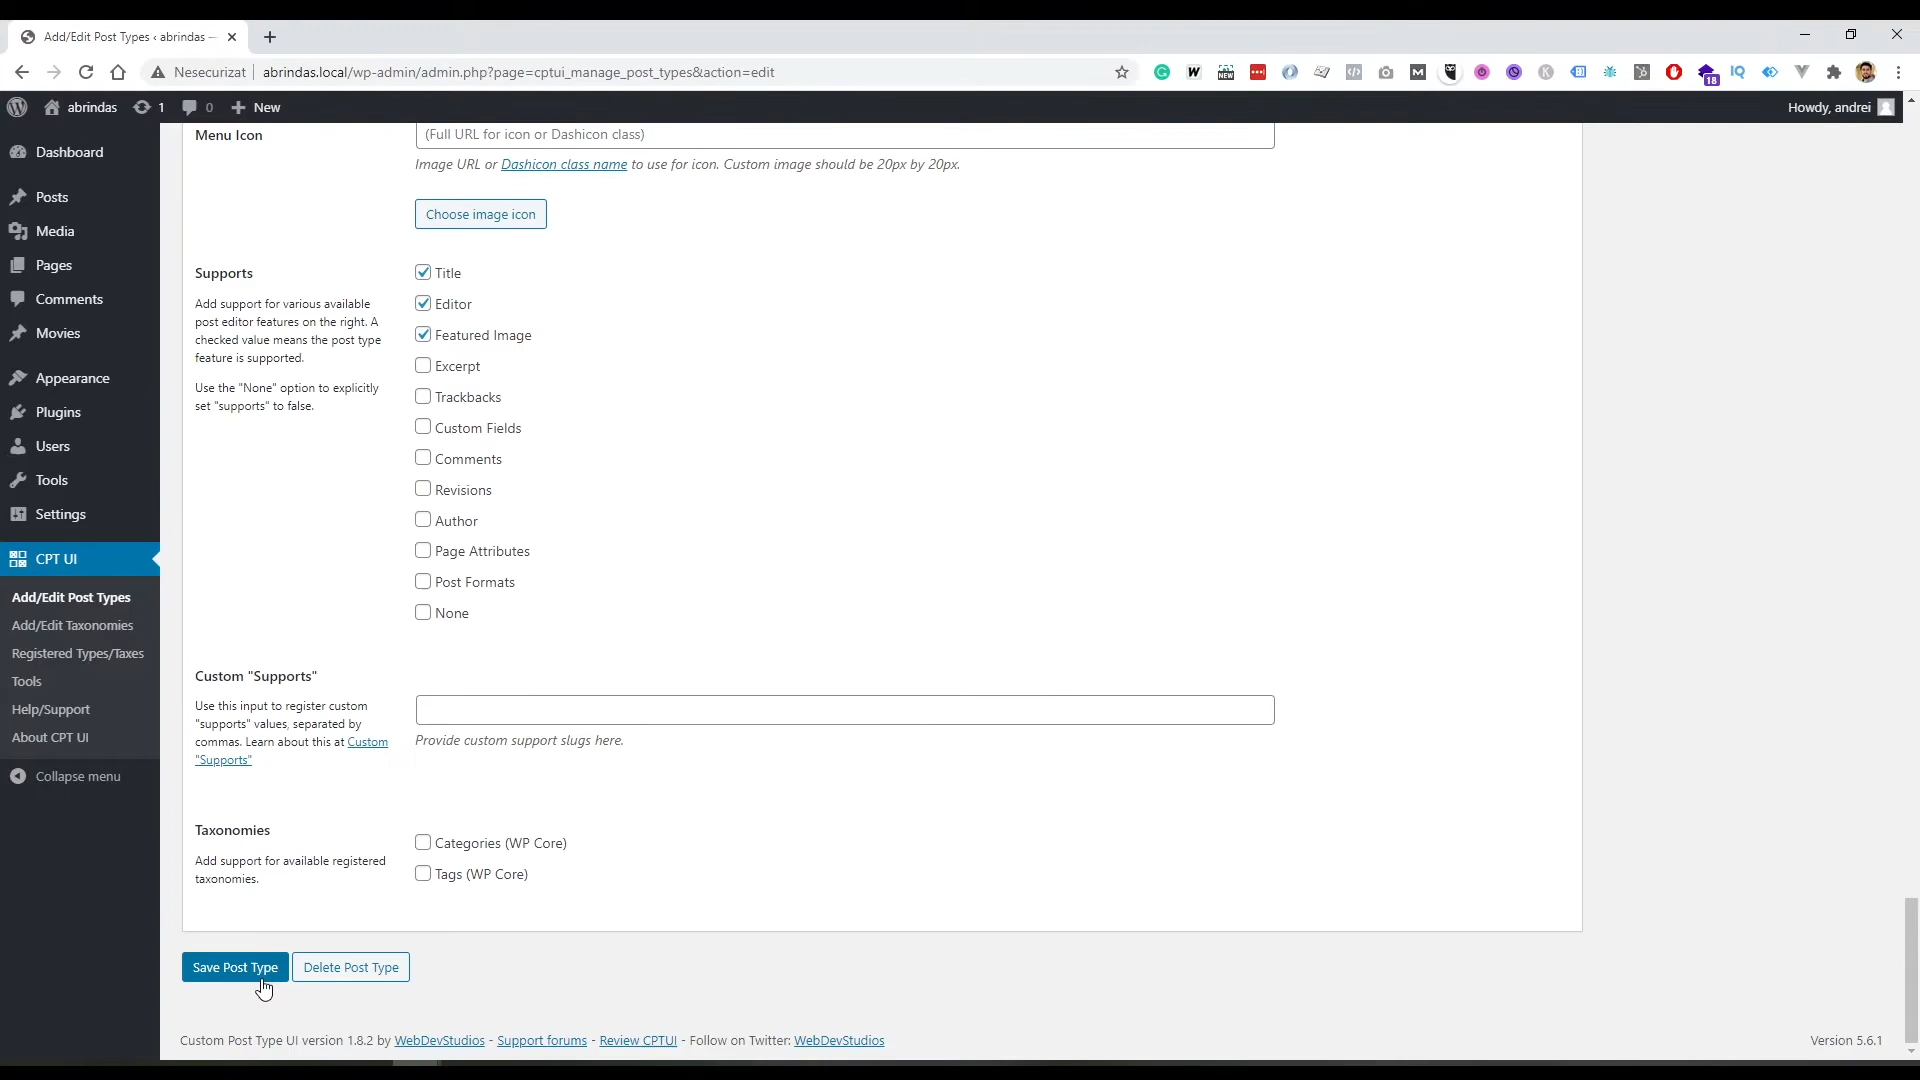 Add/Edit Post Types ‹ abrindas —
Nesecurizat
abrindas.local/wp-admin/admin.php?page=cptui_manage_post_types&action=edit
W
NEW
M
K
18
IQ
abrindas
1
0
New
Howdy, andrei
Dashboard
Posts
Media
Pages
Comments
Movies
Appearance
Plugins
Users
Tools
Settings
CPT UI
Add/Edit Post Types
Add/Edit Taxonomies
Registered Types/Taxes
Tools
Help/Support
About CPT UI
Collapse menu
Menu Icon
(Full URL for icon or Dashicon class)
Image URL or Dashicon class name to use for icon. Custom image should be 20px by 20px.
Choose image icon
Supports
Add support for various available
post editor features on the right. A
checked value means the post type
feature is supported.
Use the "None" option to explicitly
set "supports" to false.
Title
Editor
Featured Image
Excerpt
Trackbacks
Custom Fields
Comments
Revisions
Author
Page Attributes
Post Formats
None
Custom "Supports"
Use this input to register custom
"supports" values, separated by
commas. Learn about this at Custom
"Supports"
Provide custom support slugs here.
Taxonomies
Add support for available registered
taxonomies.
Categories (WP Core)
Tags (WP Core)
Save Post Type
Delete Post Type
Custom Post Type UI version 1.8.2 by WebDevStudios - Support forums - Review CPTUI - Follow on Twitter: WebDevStudios
Version 5.6.1